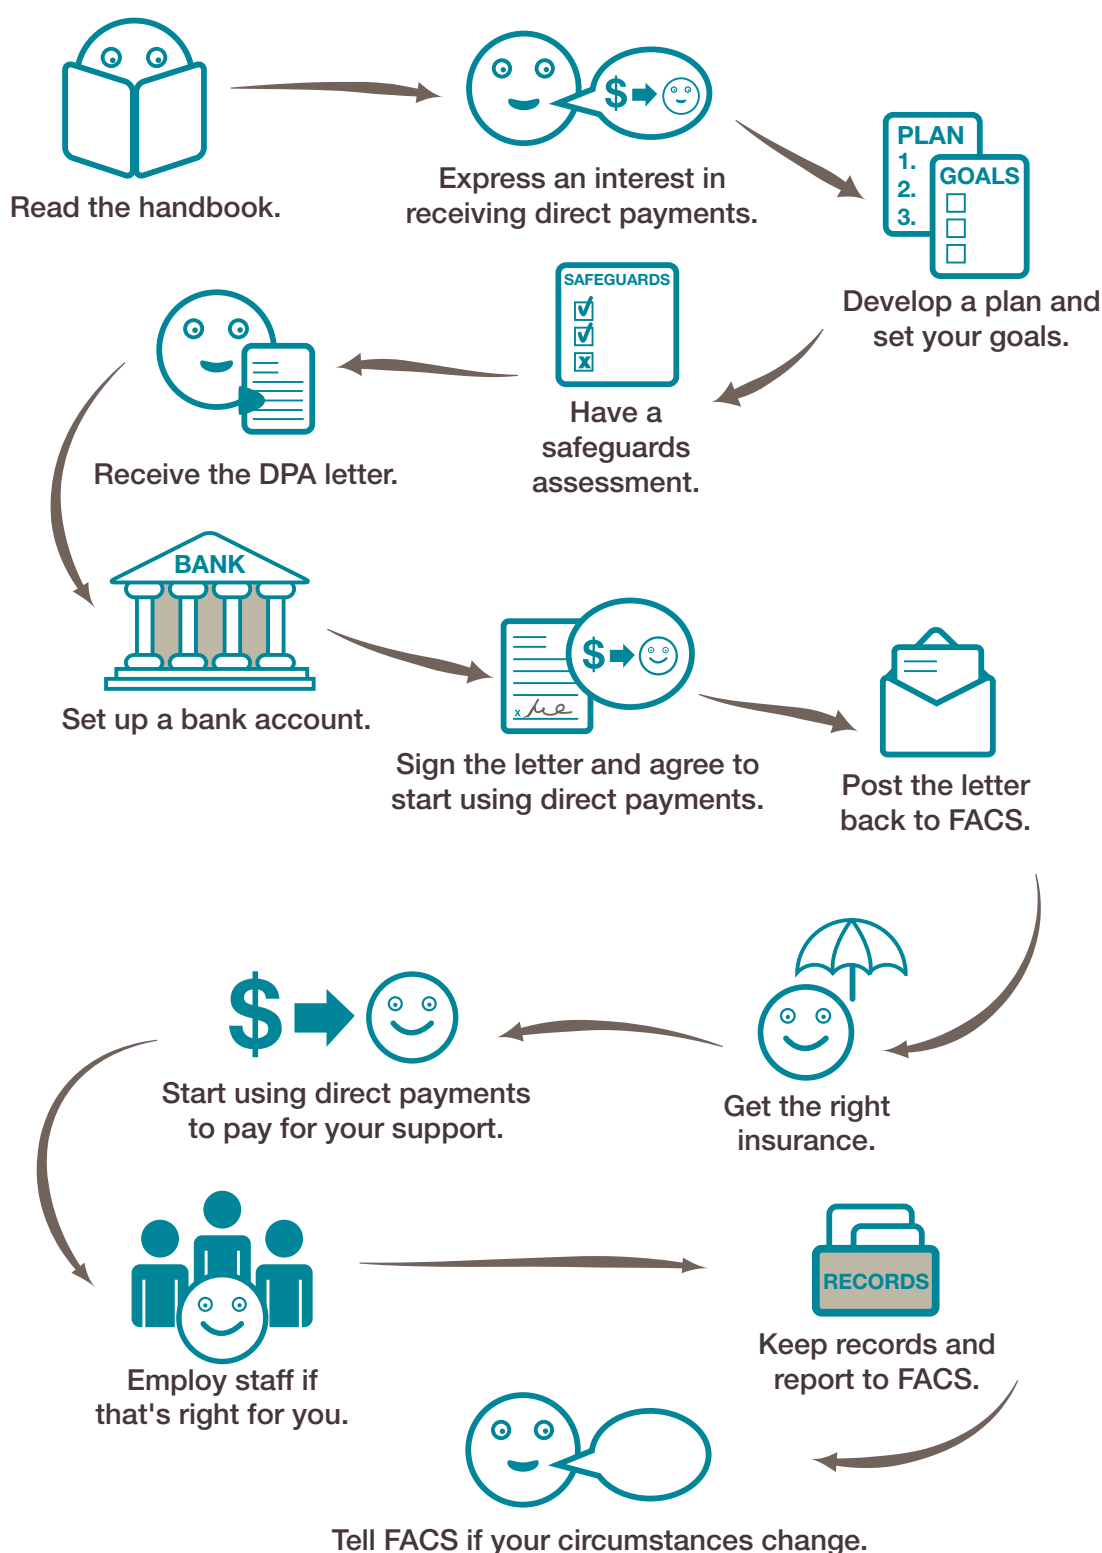 Read the handbook.
$
Express an interest in
receiving direct payments.
PLAN
1.
2.
3.
GOALS
Develop a plan and
set your goals.
SAFEGUARDS
Have a
safeguards
assessment.
Receive the DPA letter.
BANK
Set up a bank account.
$
x Me
Sign the letter and agree to
start using direct payments.
Post the letter
back to FACS.
Get the right
insurance.
$
Start using direct payments
to pay for your support.
Employ staff if
that's right for you.
RECORDS
Keep records and
report to FACS.
Tell FACS if your circumstances change.